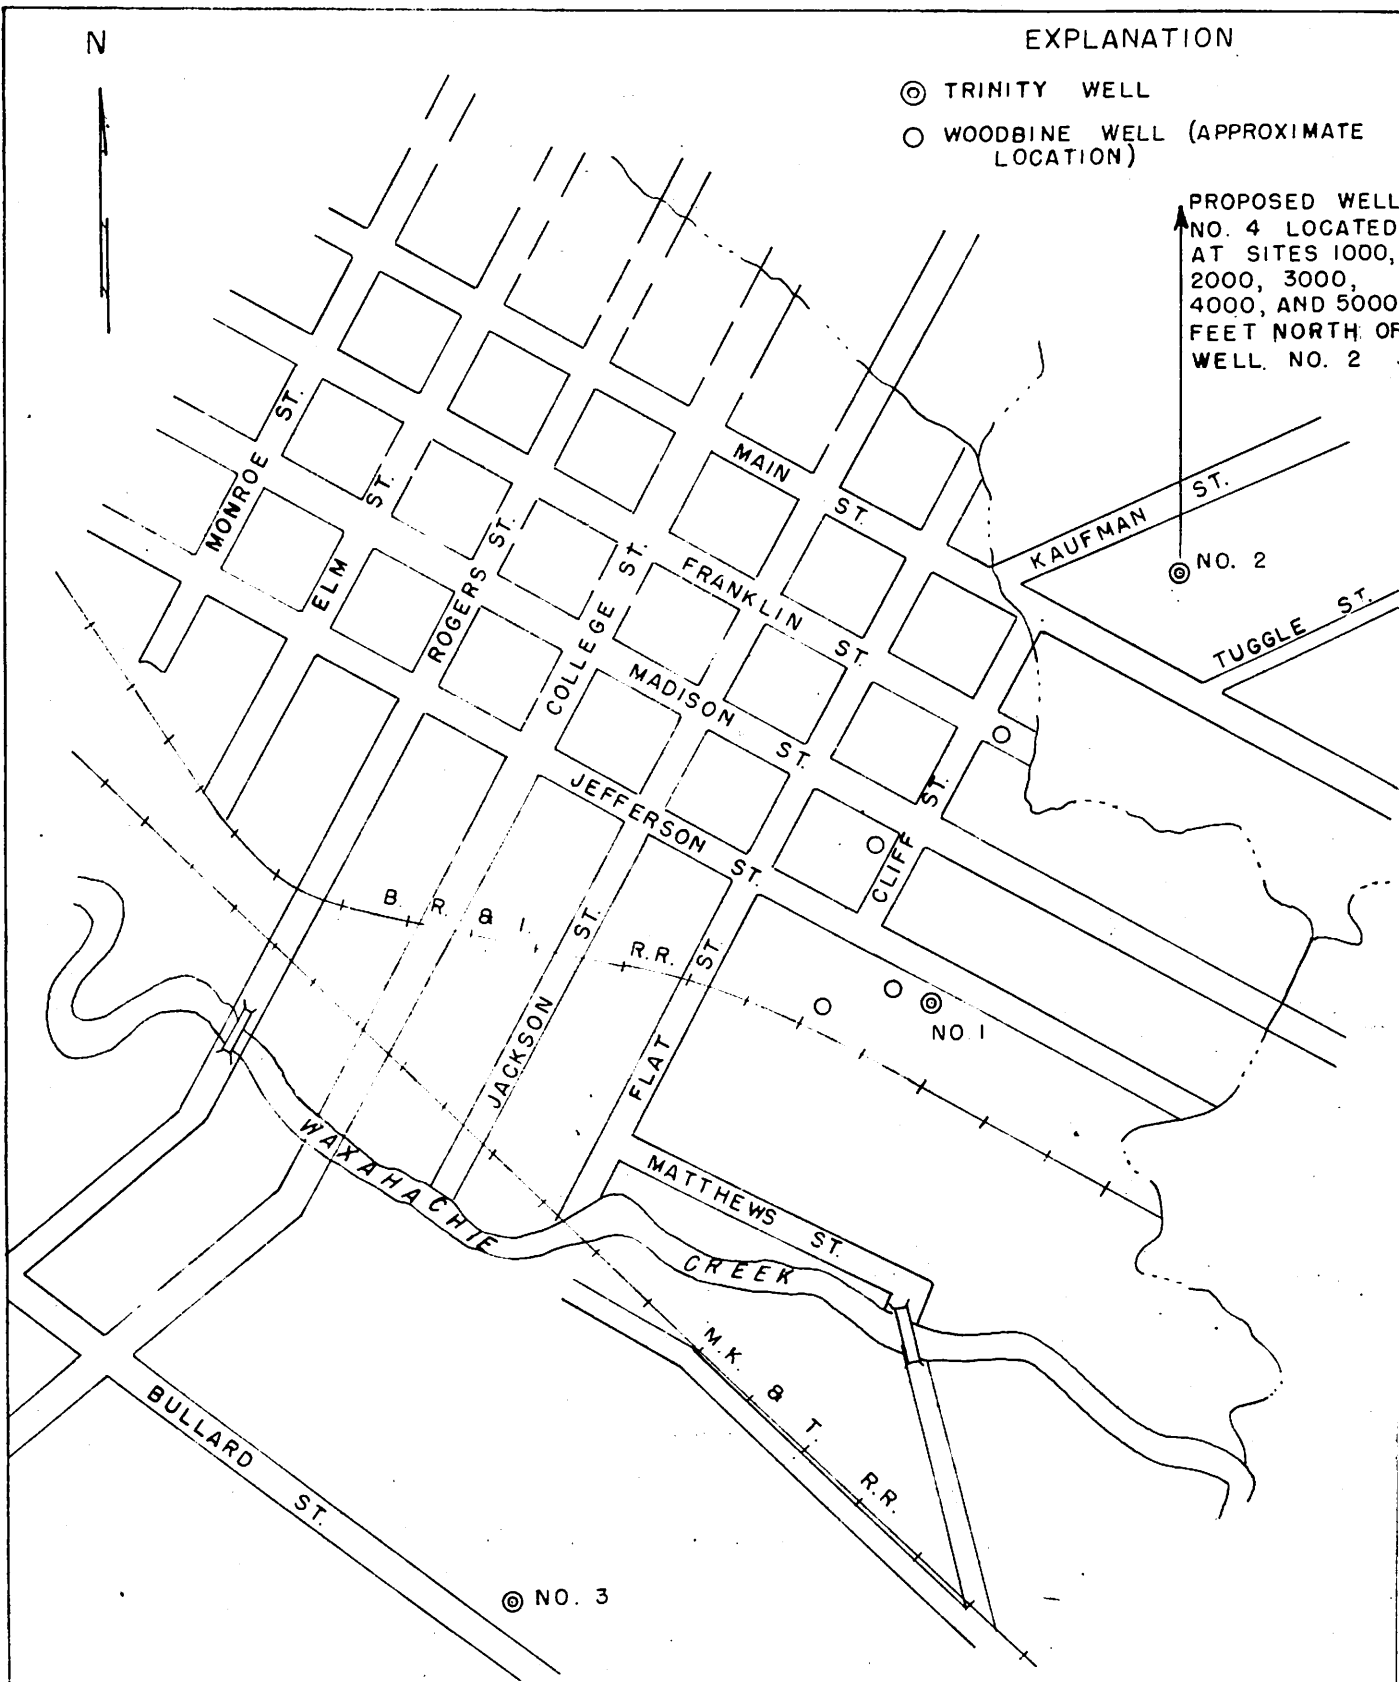 N
EXPLANATION
TRINITY WELL
WOODBINE WELL (APPROXIMATE
LOCATION)
PROPOSED WELL
NO. 4 LOCATED
AT SITES 1000,
2000, 3000,
4000, AND 5000
FEET NORTH OF
WELL NO. 2
MONROE ST.
ELM ST.
ROGERS ST.
COLLEGE ST.
MAIN ST.
FRANKLIN ST.
MADISON ST.
JEFFERSON ST.
KAUFMAN ST.
NO. 2
TUGGLE ST.
CLIFF ST.
B. R. & I. R.R.
JACKSON ST.
FLAT ST
NO. 1
WAXAHACHIE CREEK
MATTHEWS ST.
M.K. & T. R.R.
BULLARD ST.
NO. 3